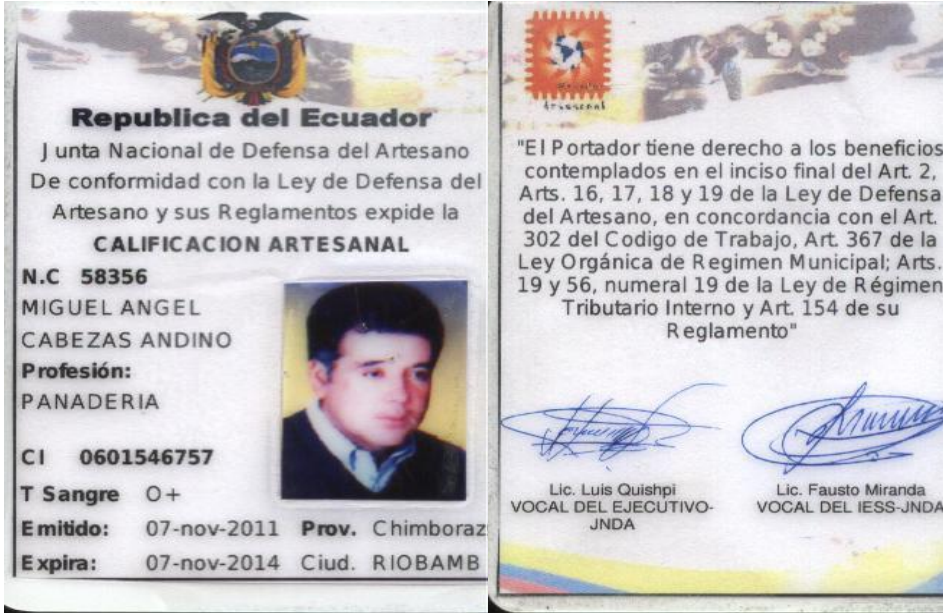 Republica del Ecuador
Junta Nacional de Defensa del Artesano
De conformidad con la Ley de Defensa del
Artesano y sus Reglamentos expide la
CALIFICACION ARTESANAL
N.C 58356
MIGUEL ANGEL
CABEZAS ANDINO
Profesión:
PANADERIA
CI 0601546757
T Sangre O+
Emitido: 07-nov-2011 Prov. Chimboraz
Expira: 07-nov-2014 Ciud. RIOBAMB
Artesanal
"El Portador tiene derecho a los beneficios
contemplados en el inciso final del Art. 2,
Arts. 16, 17, 18 y 19 de la Ley de Defensa
del Artesano, en concordancia con el Art.
302 del Codigo de Trabajo, Art. 367 de la
Ley Orgánica de Regimen Municipal; Arts.
19 y 56, numeral 19 de la Ley de Régimen
Tributario Interno y Art. 154 de su
Reglamento"
Lic. Luis Quishpi
VOCAL DEL EJECUTIVO-
JNDA
Lic. Fausto Miranda
VOCAL DEL IESS-JNDA